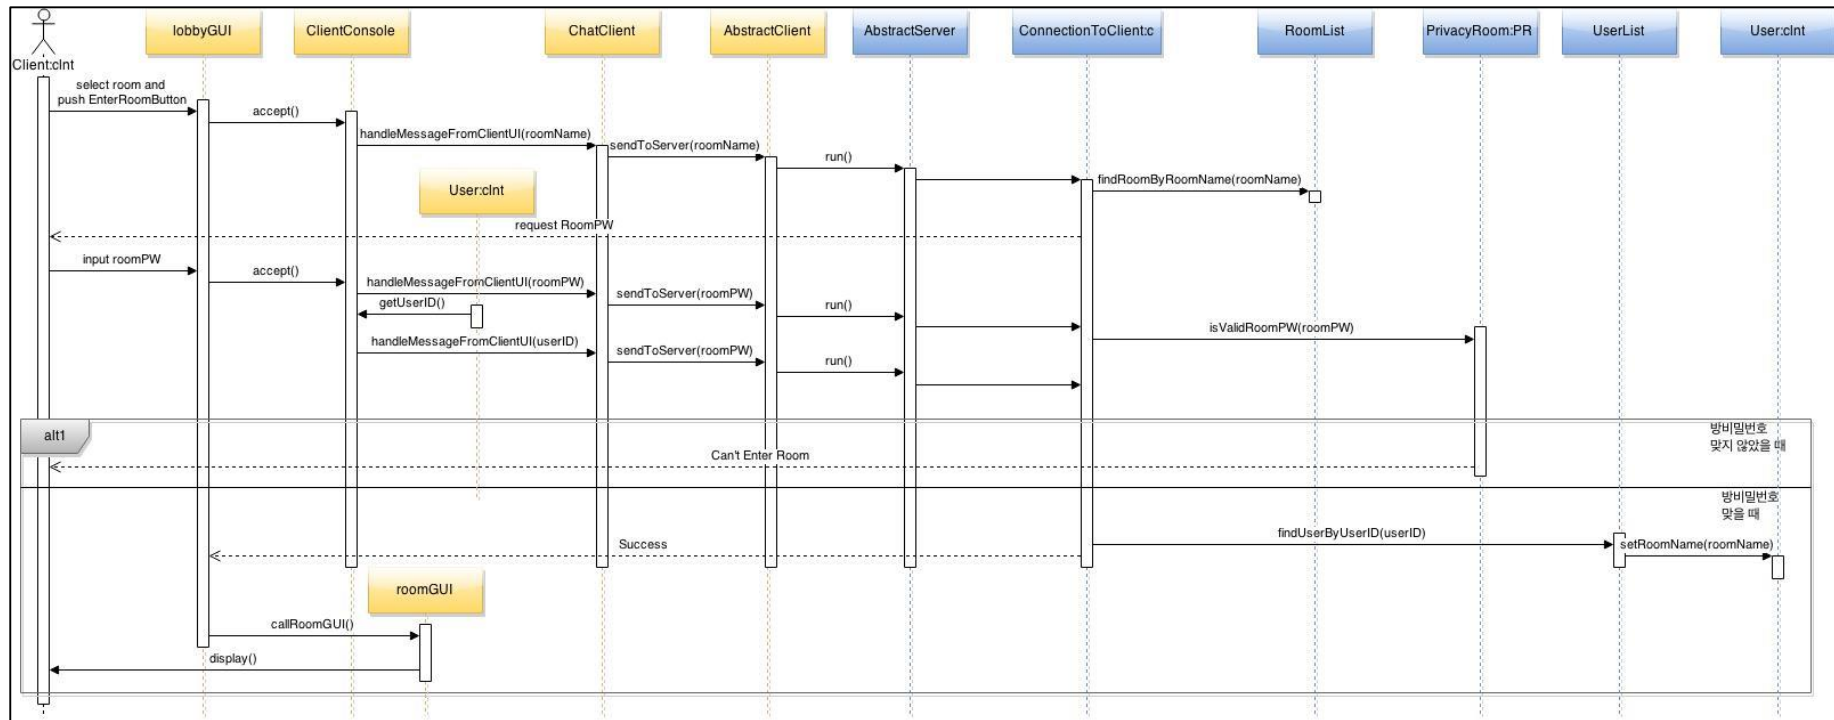 lobbyGUI
ClientConsole
ChatClient
AbstractClient
AbstractServer
ConnectionToClient:c
RoomList
PrivacyRoom:PR
UserList
User:clnt
Client:clnt
select room and
push EnterRoomButton
accept()
handleMessageFromClientUI(roomName)
sendToServer(roomName)
run()
findRoomByRoomName(roomName)
User:clnt
request RoomPW
input roomPW
accept()
handleMessageFromClientUI(roomPW)
sendToServer(roomPW)
getUserID()
run()
isValidRoomPW(roomPW)
handleMessageFromClientUI(userID)
sendToServer(roomPW)
run()
alt1
방비밀번호
맞지 않았을 때
Can't Enter Room
방비밀번호
맞을 때
findUserByUserID(userID)
Success
setRoomName(roomName)
roomGUI
callRoomGUI()
display()